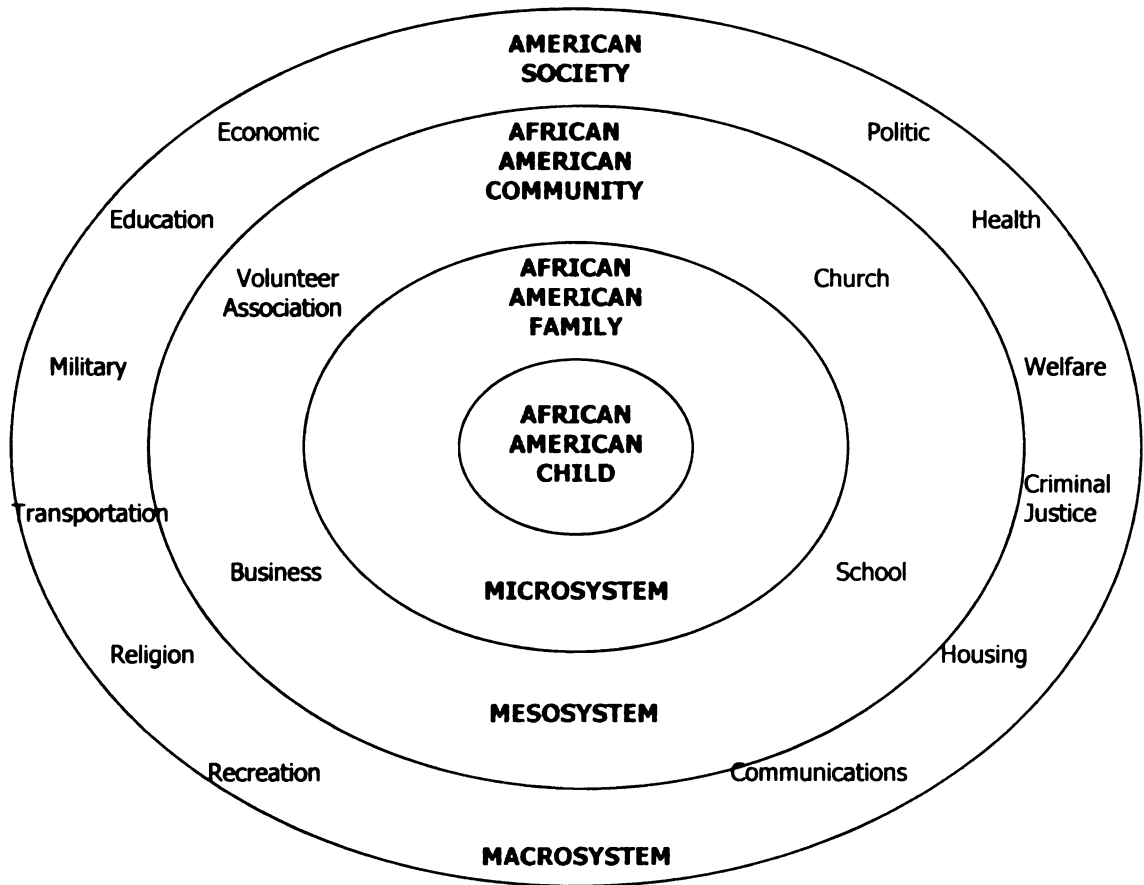 AMERICAN
SOCIETY
Economic
AFRICAN
AMERICAN
COMMUNITY
Politic
Education
Health
Volunteer
Association
AFRICAN
AMERICAN
FAMILY
Church
Military
Welfare
AFRICAN
AMERICAN
CHILD
Criminal
Justice
Transportation
Business
MICROSYSTEM
School
Religion
Housing
MESOSYSTEM
Recreation
Communications
MACROSYSTEM